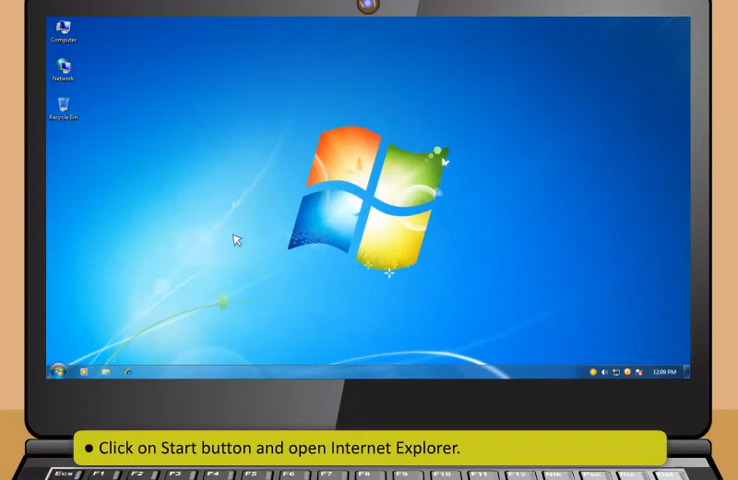 Computer
Network
Recycle Bin
12:09 PM
● Click on Start button and open Internet Explorer.
Esc F1 F2 F3 F4 F5 F6 F7 F8 F9 F10 F11 F12